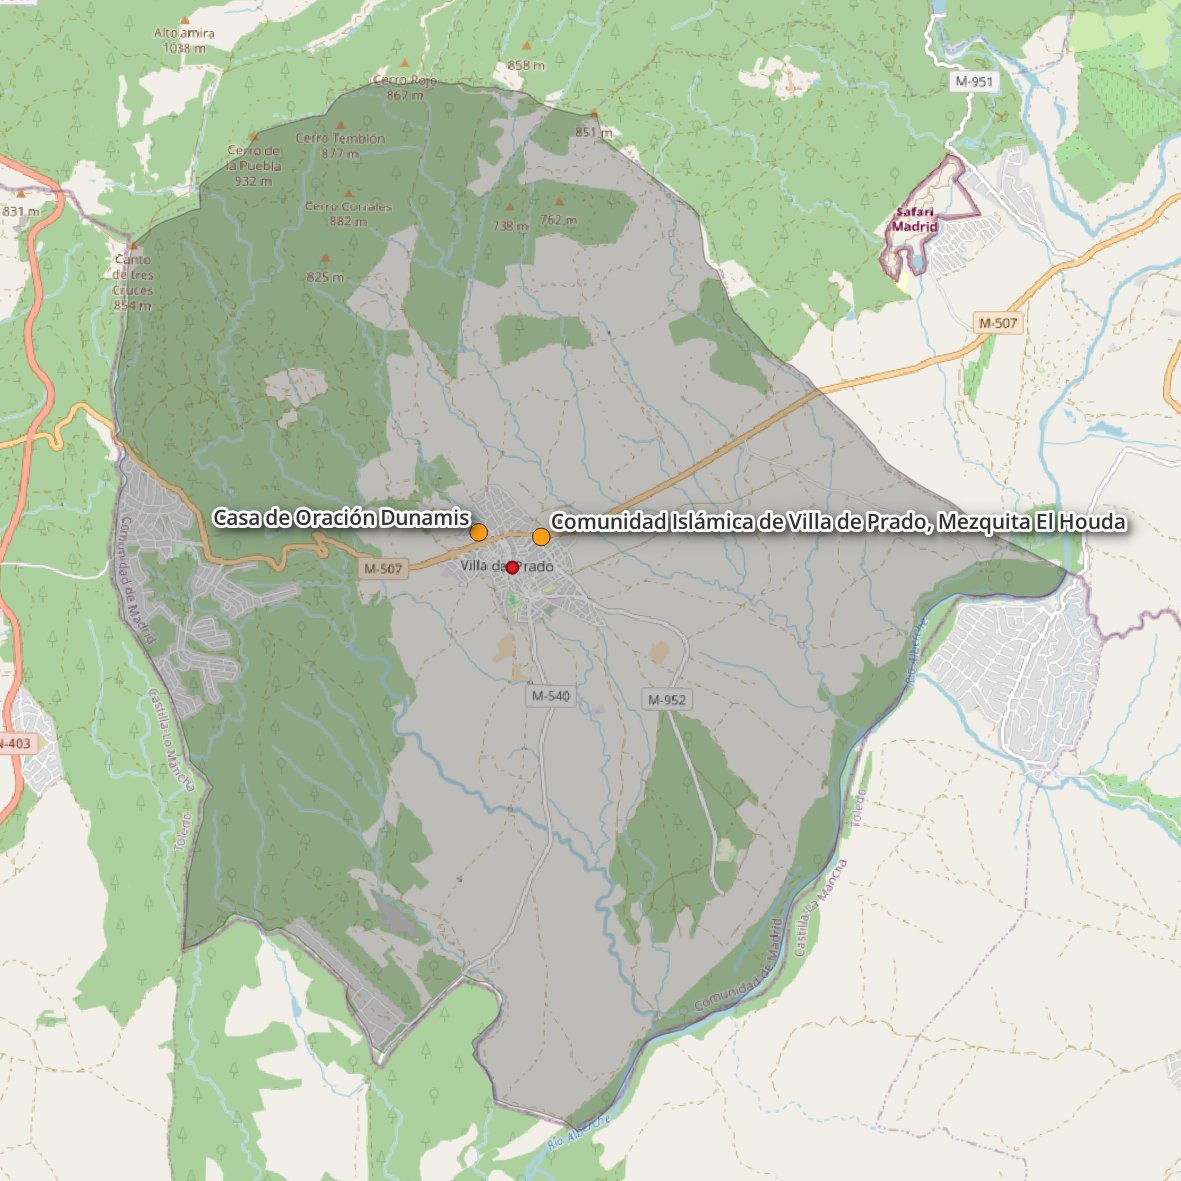 Alto amira
1038 m
858 m
M-951
Cerro Rojo
867 m
851 m
Cerro Temblón
877 m
Cerro de
la Puebla
932 m
831 m
Cerro Corrales
882 m
738 m
762 m
Safari
Madrid
Canto
de tres
Cruces
854 m
825 m
M-507
Casa de Oración Dunamis
Comunidad Islámica de Villa de Prado, Mezquita El Houda
M-507
Villa de Prado
Comunidad de Madrid
Río Alberche
M-540
M-952
Castilla-La Mancha
N-403
Toledo
Toledo
Castilla-La Mancha
Comunidad de Madrid
Río Alberche